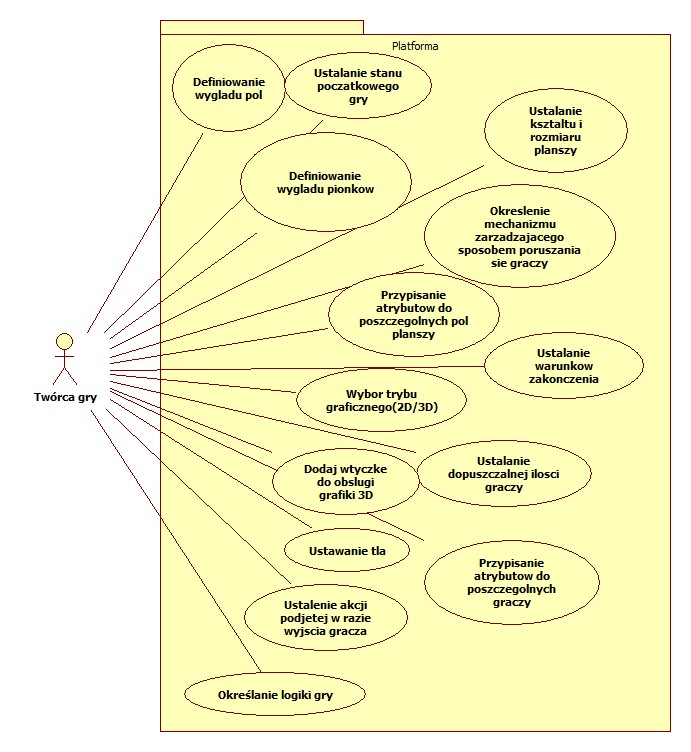 Platforma
Definiowanie
wygladu pol
Ustalanie stanu
poczatkowego
gry
Ustalanie
ksztaltu i
rozmiaru
planszy
Definiowanie
wygladu pionkow
Okreslenie
mechanizmu
zarzadzajacego
sposobem poruszania
sie graczy
Przypisanie
atrybutow do
poszczegolnych pol
planszy
Twórca gry
Ustalanie
warunkow
zakonczenia
Wybor trybu
graficznego(2D/3D)
Dodaj wtyczke
do obslugi
grafiki 3D
Ustalanie
dopuszczalnej ilosci
graczy
Ustawanie tla
Przypisanie
atrybutow do
poszczegolnych
graczy
Ustalenie akcji
podjetej w razie
wyjscia gracza
Określanie logiki gry